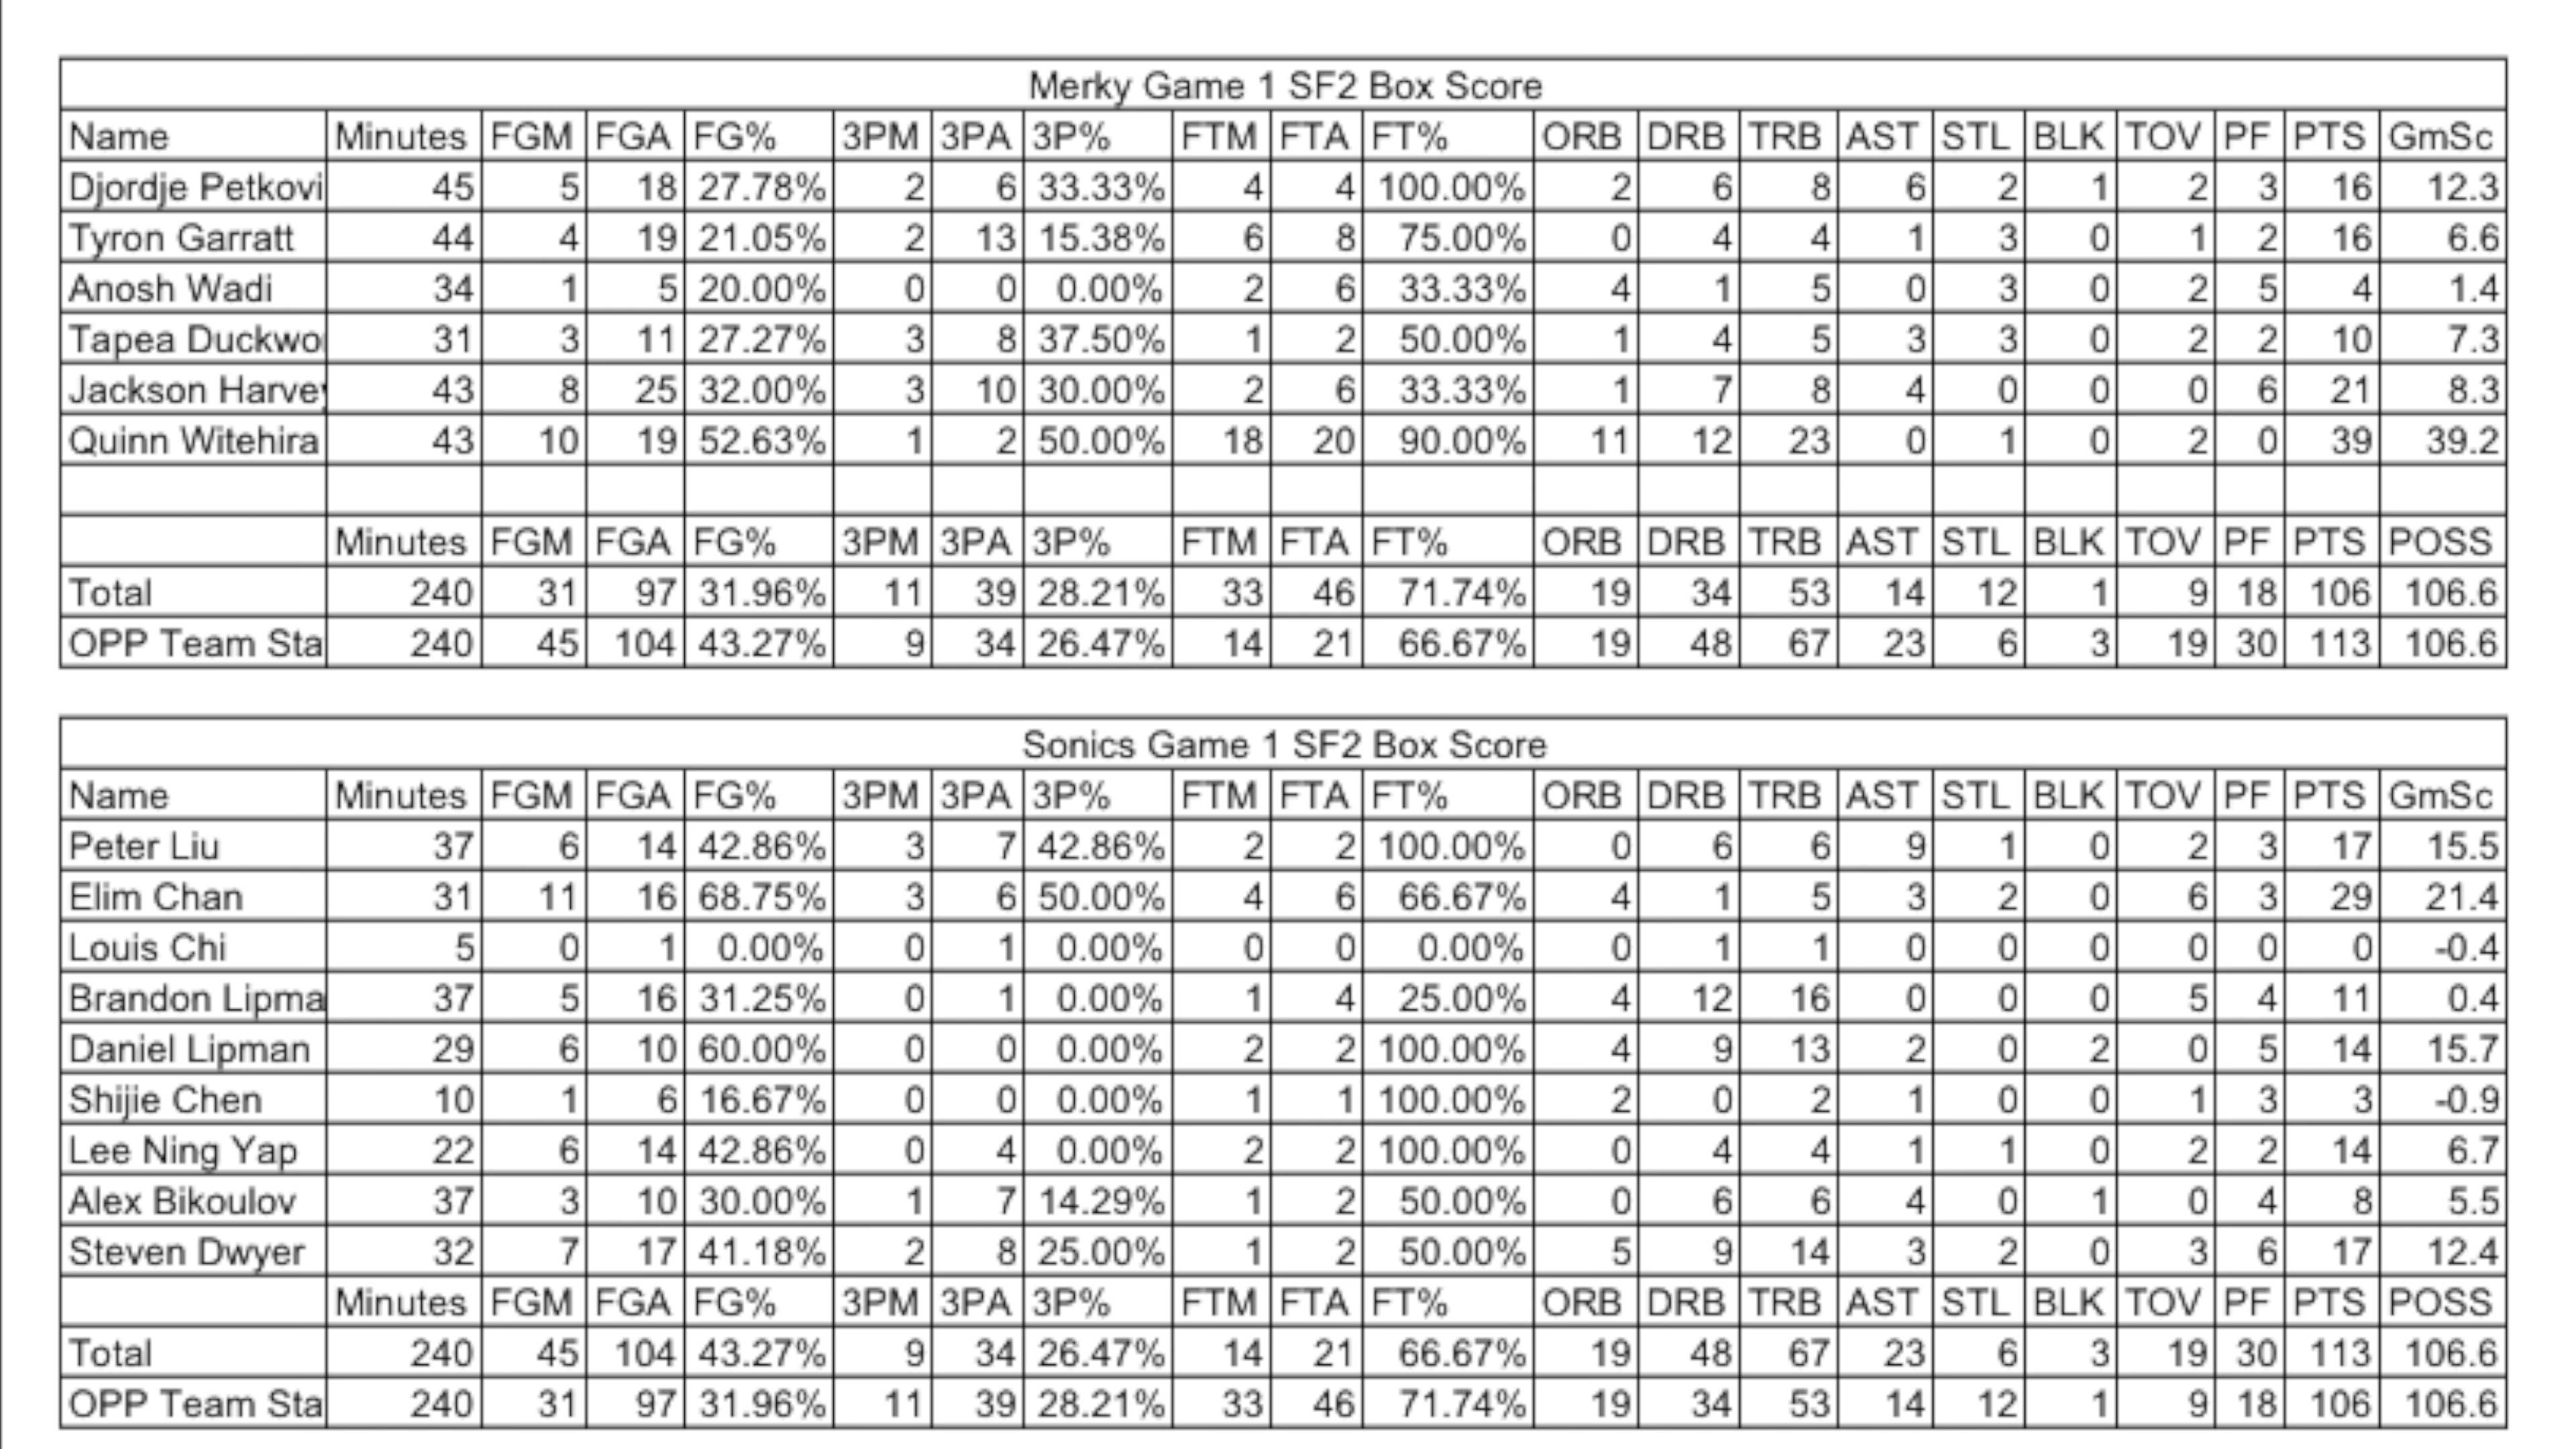 Merky Game 1 SF2 Box Score
Name Minutes FGM FGA FG% 3PM 3PA 3P% FTM FTA FT% ORB DRB TRB AST STL BLK TOV PF PTS GmSc
Djordje Petkovi 45 5 18 27.78% 2 6 33.33% 4 4 100.00% 2 6 8 6 2 1 2 3 16 12.3
Tyron Garratt 44 4 19 21.05% 2 13 15.38% 6 8 75.00% 0 4 4 1 3 0 1 2 16 6.6
Anosh Wadi 34 1 5 20.00% 0 0 0.00% 2 6 33.33% 4 1 5 0 3 0 2 5 4 1.4
Tapea Duckwo 31 3 11 27.27% 3 8 37.50% 1 2 50.00% 1 4 5 3 3 0 2 2 10 7.3
Jackson Harvey 43 8 25 32.00% 3 10 30.00% 2 6 33.33% 1 7 8 4 0 0 0 6 21 8.3
Quinn Witehira 43 10 19 52.63% 1 2 50.00% 18 20 90.00% 11 12 23 0 1 0 2 0 39 39.2
Minutes FGM FGA FG% 3PM 3PA 3P% FTM FTA FT% ORB DRB TRB AST STL BLK TOV PF PTS POSS
Total 240 31 97 31.96% 11 39 28.21% 33 46 71.74% 19 34 53 14 12 1 9 18 106 106.6
OPP Team Sta 240 45 104 43.27% 9 34 26.47% 14 21 66.67% 19 48 67 23 6 3 19 30 113 106.6
Sonics Game 1 SF2 Box Score
Name Minutes FGM FGA FG% 3PM 3PA 3P% FTM FTA FT% ORB DRB TRB AST STL BLK TOV PF PTS GmSc
Peter Liu 37 6 14 42.86% 3 7 42.86% 2 2 100.00% 0 6 6 9 1 0 2 3 17 15.5
Elim Chan 31 11 16 68.75% 3 6 50.00% 4 6 66.67% 4 1 5 3 2 0 6 3 29 21.4
Louis Chi 5 0 1 0.00% 0 1 0.00% 0 0 0.00% 0 1 1 0 0 0 0 0 0 -0.4
Brandon Lipma 37 5 16 31.25% 0 1 0.00% 1 4 25.00% 4 12 16 0 0 0 5 4 11 0.4
Daniel Lipman 29 6 10 60.00% 0 0 0.00% 2 2 100.00% 4 9 13 2 0 2 0 5 14 15.7
Shijie Chen 10 1 6 16.67% 0 0 0.00% 1 1 100.00% 2 0 2 1 0 0 1 3 3 -0.9
Lee Ning Yap 22 6 14 42.86% 0 4 0.00% 2 2 100.00% 0 4 4 1 1 0 2 2 14 6.7
Alex Bikoulov 37 3 10 30.00% 1 7 14.29% 1 2 50.00% 0 6 6 4 0 1 0 4 8 5.5
Steven Dwyer 32 7 17 41.18% 2 8 25.00% 1 2 50.00% 5 9 14 3 2 0 3 6 17 12.4
Minutes FGM FGA FG% 3PM 3PA 3P% FTM FTA FT% ORB DRB TRB AST STL BLK TOV PF PTS POSS
Total 240 45 104 43.27% 9 34 26.47% 14 21 66.67% 19 48 67 23 6 3 19 30 113 106.6
OPP Team Sta 240 31 97 31.96% 11 39 28.21% 33 46 71.74% 19 34 53 14 12 1 9 18 106 106.6